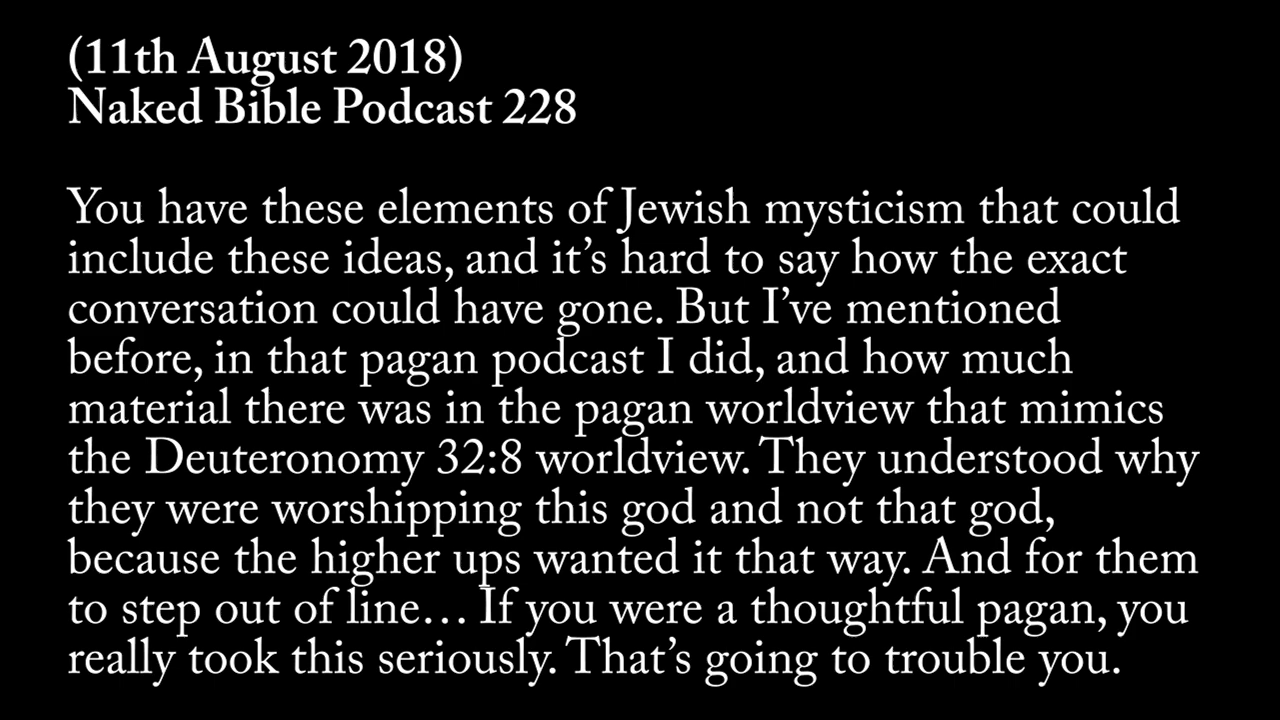 (11th August 2018)
Naked Bible Podcast 228
You have these elements of Jewish mysticism that could
include these ideas, and it’s hard to say how the exact
conversation could have gone. But I’ve mentioned
before, in that pagan podcast I did, and how much
material there was in the pagan worldview that mimics
the Deuteronomy 32:8 worldview. They understood why
they were worshipping this god and not that god,
because the higher ups wanted it that way. And for them
to step out of line… If you were a thoughtful pagan, you
really took this seriously. That’s going to trouble you.